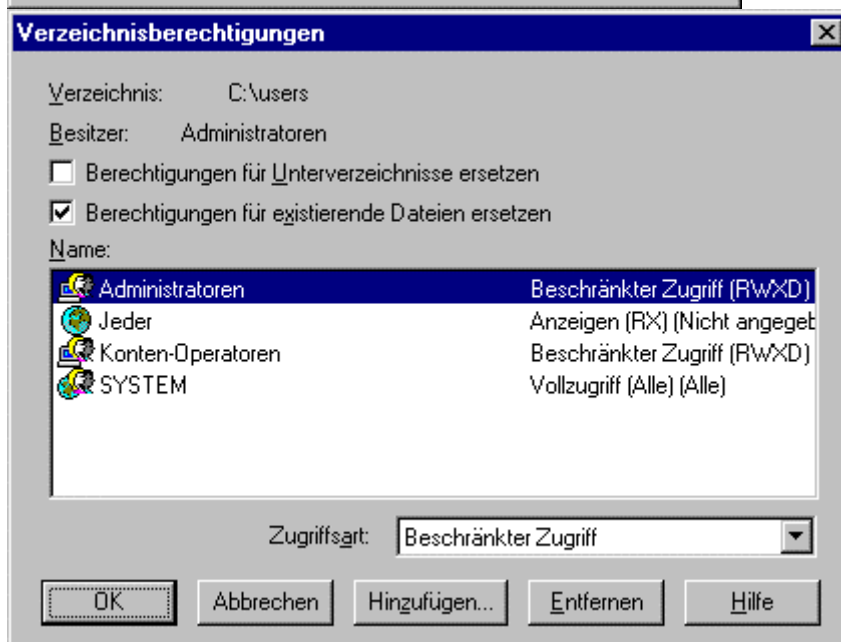 Verzeichnisberechtigungen
Verzeichnis: C:\users
Besitzer: Administratoren
Berechtigungen für Unterverzeichnisse ersetzen
Berechtigungen für existierende Dateien ersetzen
Name:
Administratoren Beschränkter Zugriff (RWXD)
Jeder Anzeigen (RX) (Nicht angegeb
Konten-Operatoren Beschränkter Zugriff (RWXD)
SYSTEM Vollzugriff (Alle) (Alle)
Zugriffsart: Beschränkter Zugriff
OK Abbrechen Hinzufügen... Entfernen Hilfe